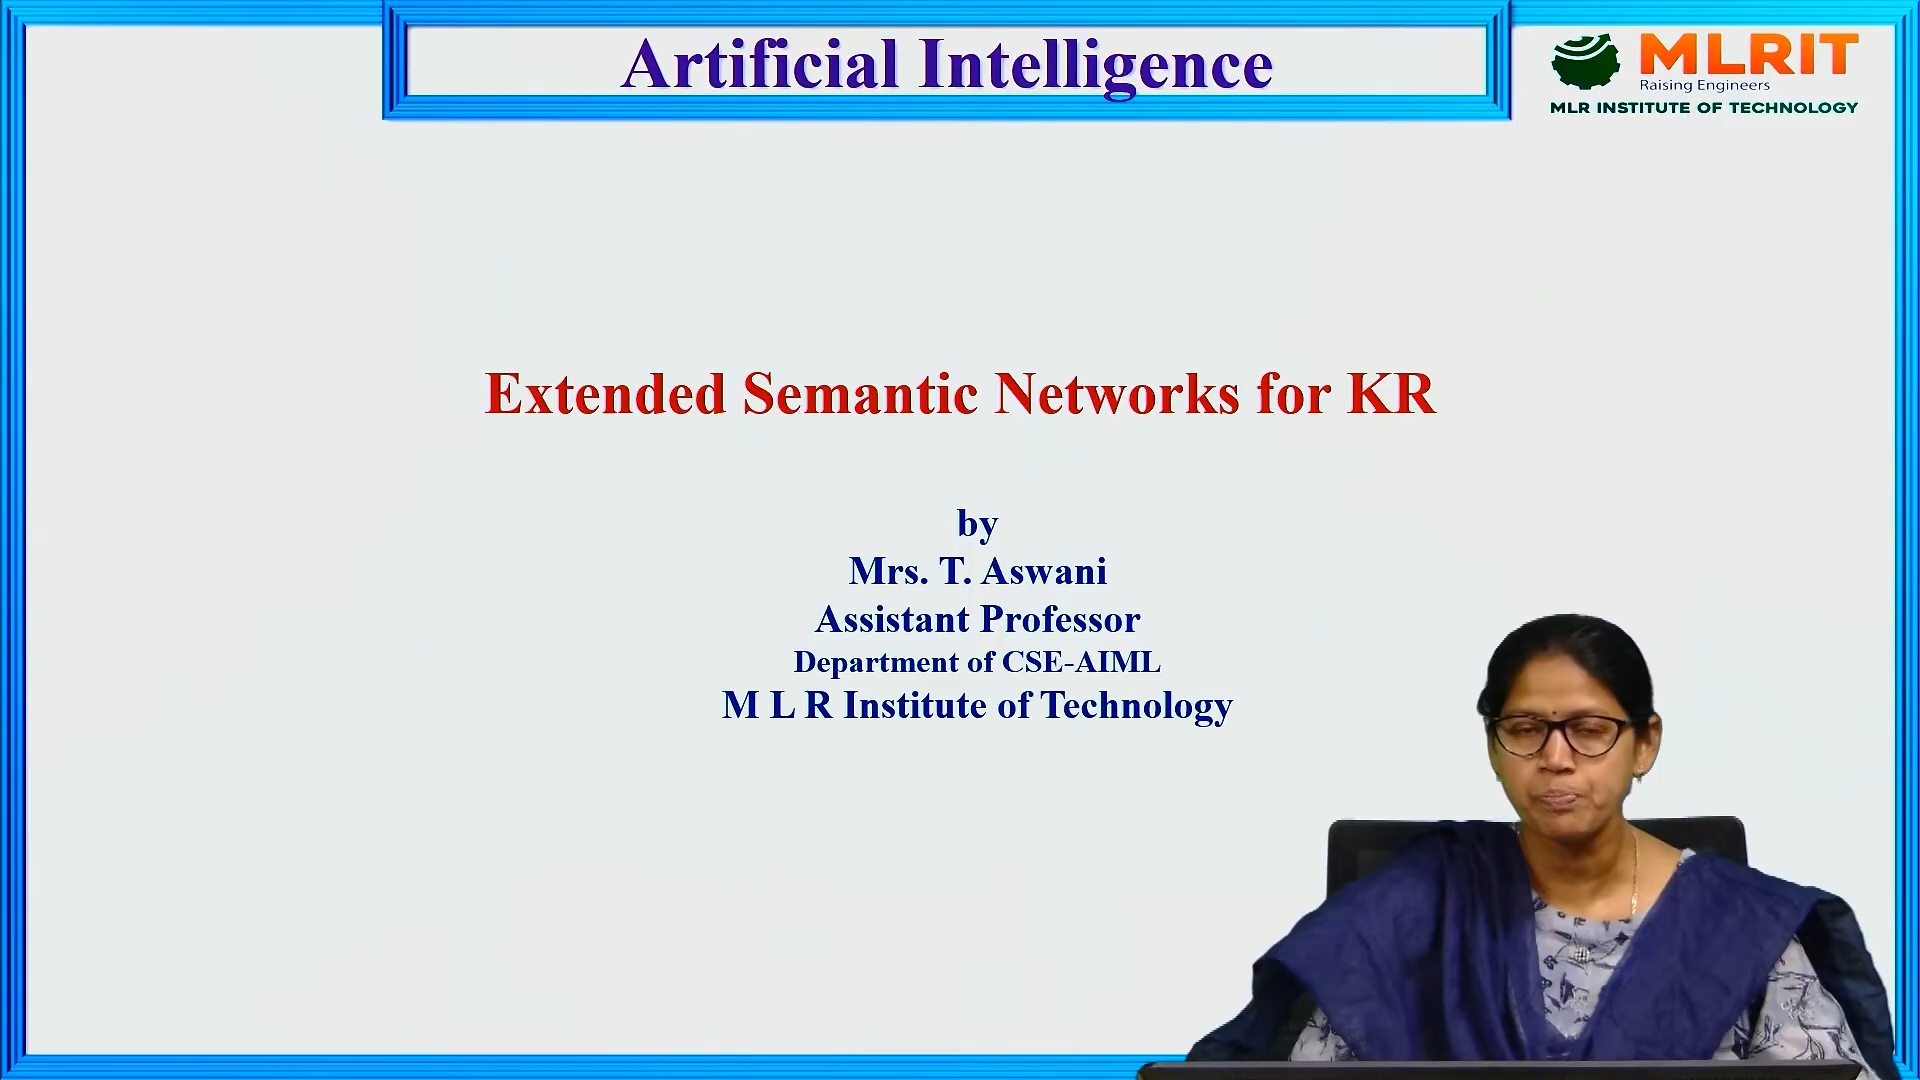 Artificial Intelligence
MLRIT
Raising Engineers
MLR INSTITUTE OF TECHNOLOGY
Extended Semantic Networks for KR
by
Mrs. T. Aswani
Assistant Professor
Department of CSE-AIML
M L R Institute of Technology